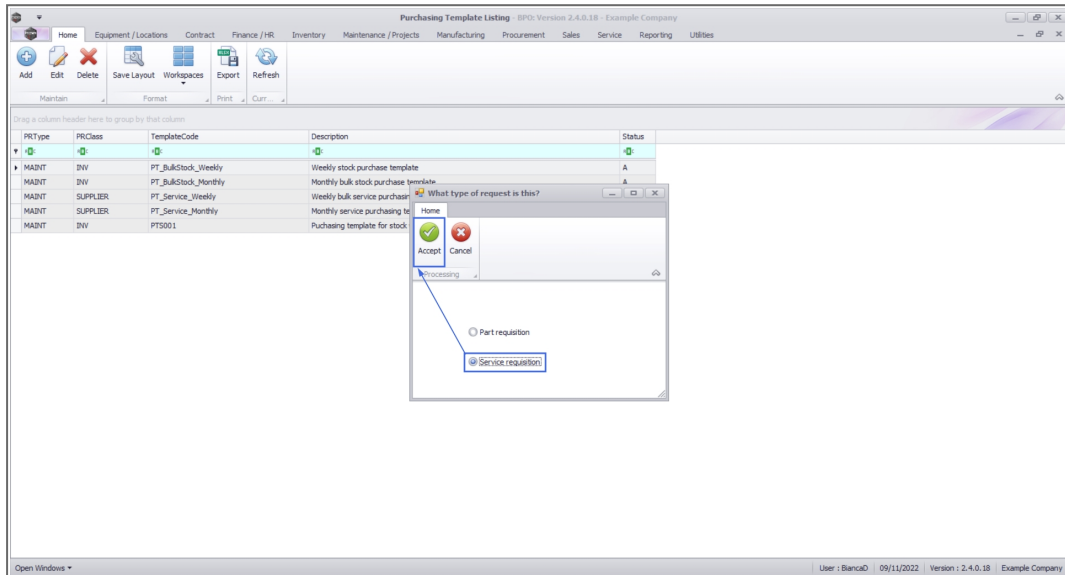 Purchasing Template Listing - BPO: Version 2.4.0.18 - Example Company
Home Equipment / Locations Contract Finance / HR Inventory Maintenance / Projects Manufacturing Procurement Sales Service Reporting Utilities
Add Edit Delete Save Layout Workspaces Export Refresh
Maintain Format Print Curr...
Drag a column header here to group by that column
PRType PRClass TemplateCode Description Status
MAINT INV PT_BulkStock_Weekly Weekly stock purchase template A
MAINT INV PT_BulkStock_Monthly Monthly bulk stock purchase template A
MAINT SUPPLIER PT_Service_Weekly Weekly bulk service purchasin
MAINT SUPPLIER PT_Service_Monthly Monthly service purchasing te
MAINT INV PTS001 Puchasing template for stock
What type of request is this?
Home
Accept Cancel
Processing
Part requisition
Service requisition
Open Windows User : BiancaD 09/11/2022 Version : 2.4.0.18 Example Company